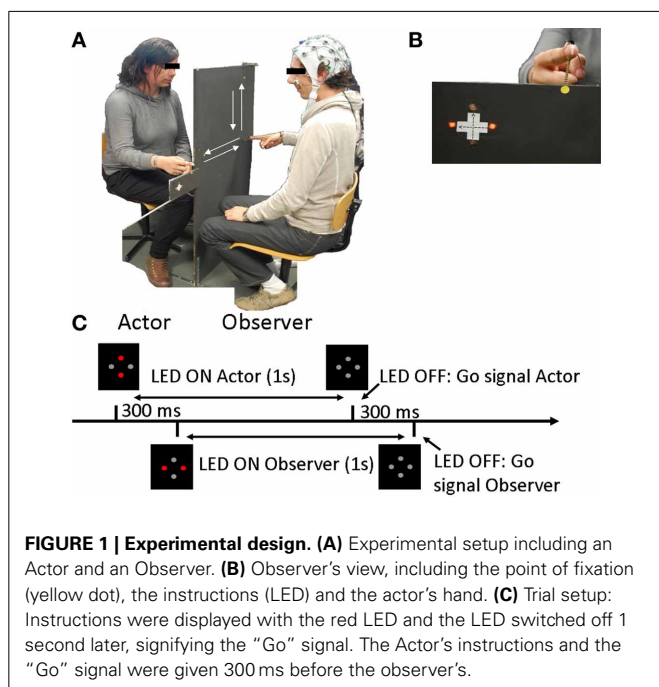 A
B
C
Actor
Observer
LED ON Actor (1s)
LED OFF: Go signal Actor
300 ms
300 ms
LED ON Observer (1s)
LED OFF: Go
signal Observer
FIGURE 1 | Experimental design. (A) Experimental setup including an
Actor and an Observer. (B) Observer's view, including the point of fixation
(yellow dot), the instructions (LED) and the actor's hand. (C) Trial setup:
Instructions were displayed with the red LED and the LED switched off 1
second later, signifying the “Go” signal. The Actor's instructions and the
“Go” signal were given 300 ms before the observer's.